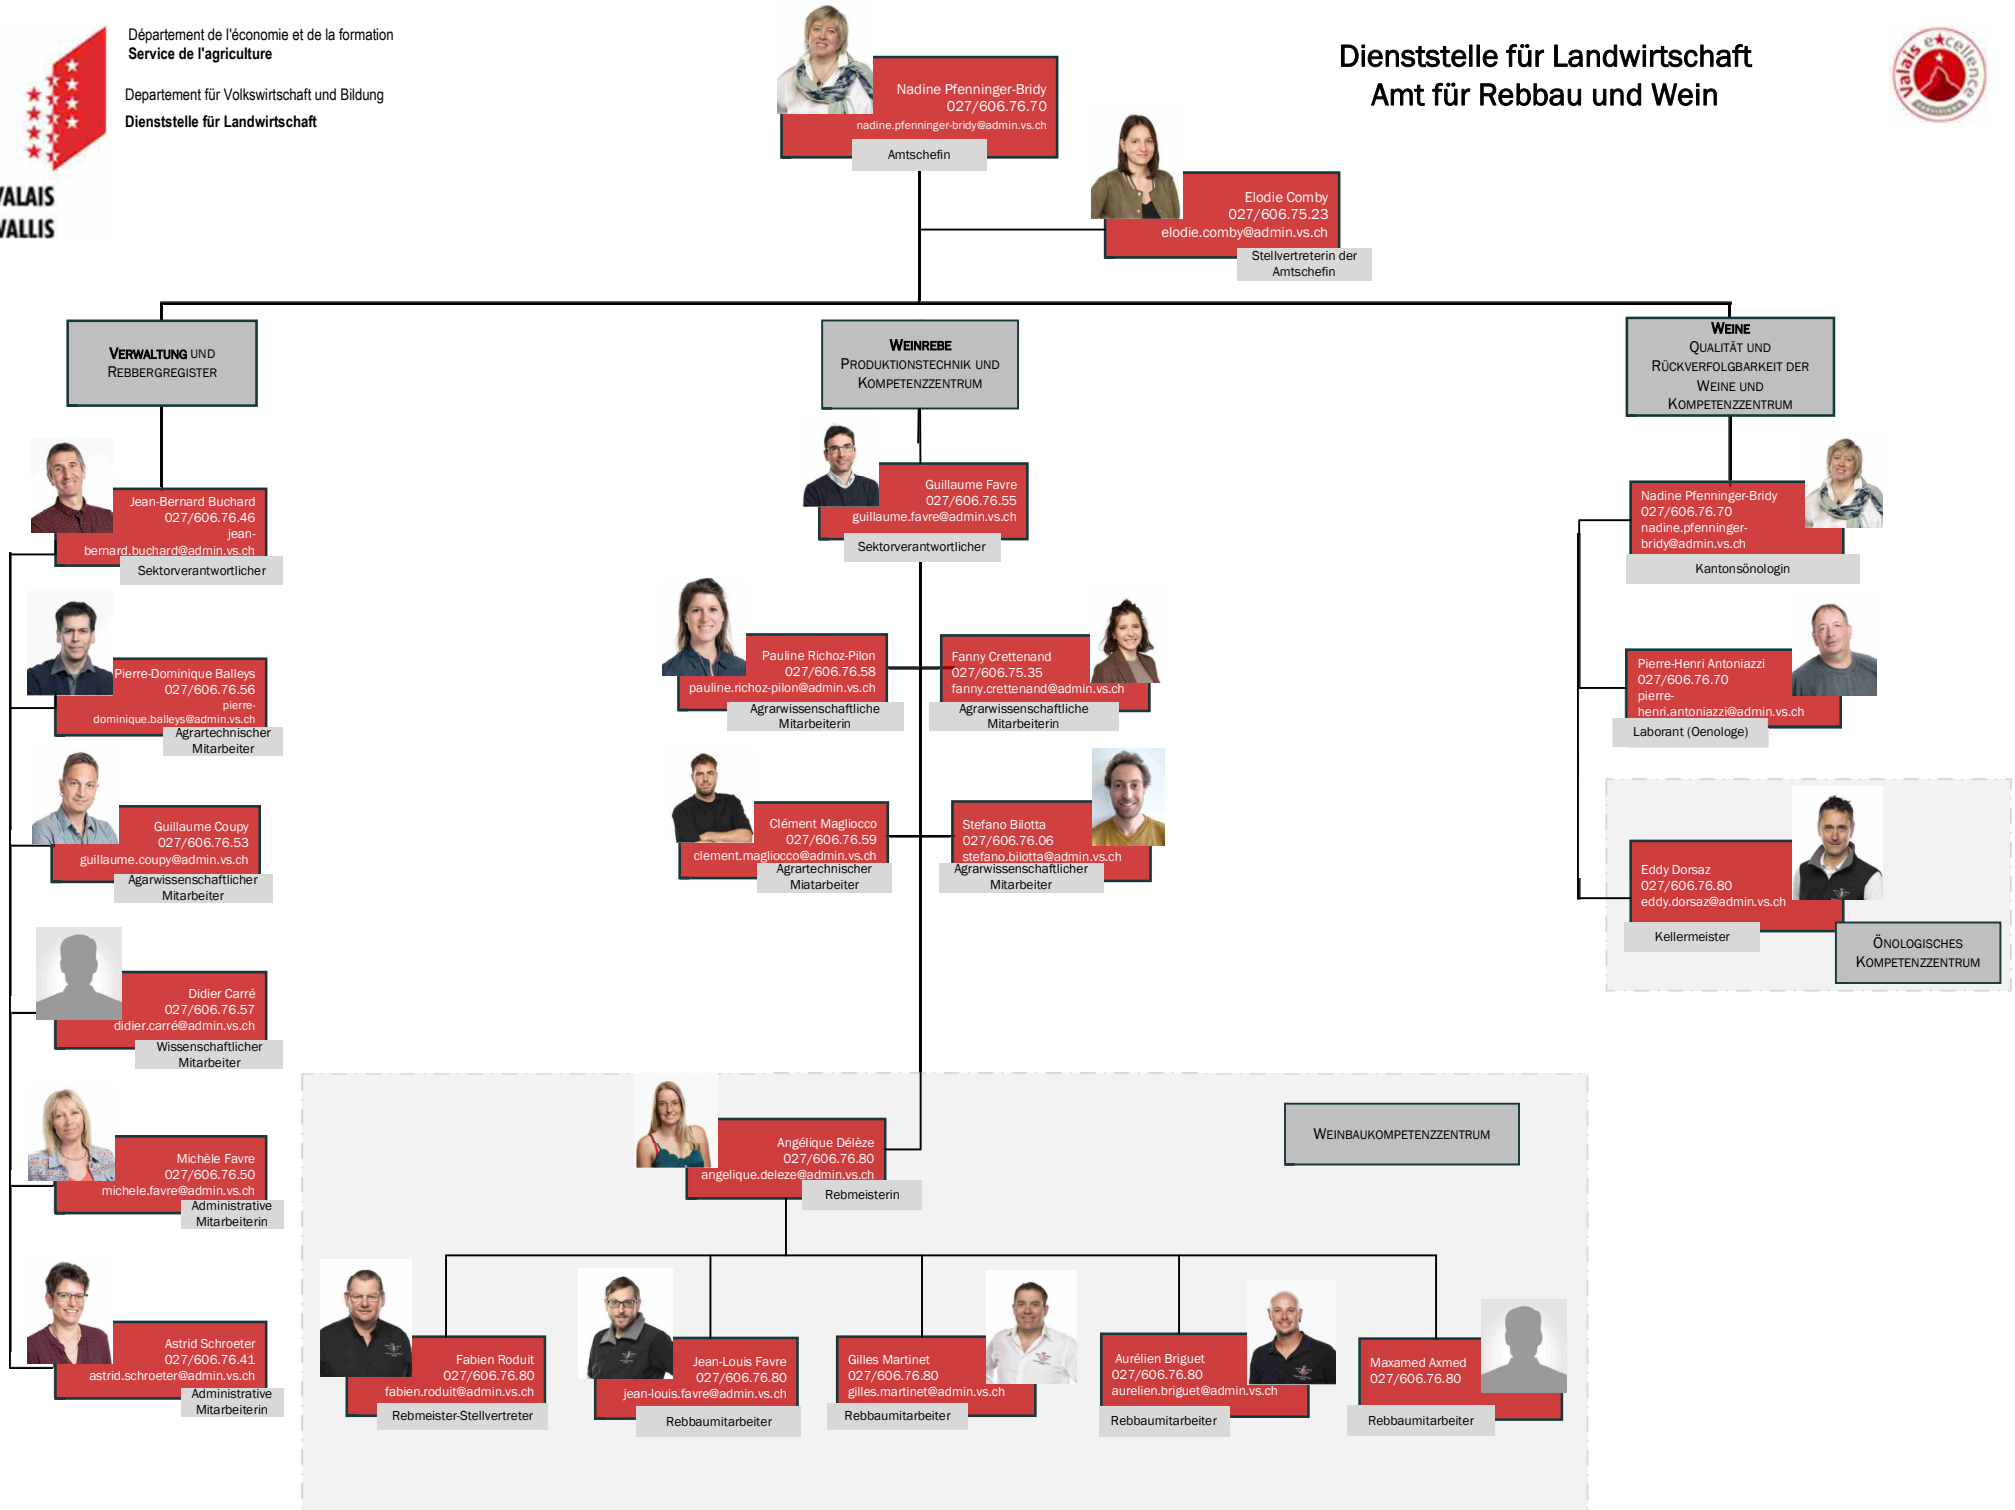 Département de l'économie et de la formation
Service de l'agriculture
Departement für Volkswirtschaft und Bildung
Dienststelle für Landwirtschaft
VALAIS
WALLIS
Dienststelle für Landwirtschaft
Amt für Rebbau und Wein
valais excellence
Nadine Pfenninger-Bridy
027/606.76.70
nadine.pfenninger-bridy@admin.vs.ch
Amtschefin
Elodie Comby
027/606.75.23
elodie.comby@admin.vs.ch
Stellvertreterin der
Amtschefin
VERWALTUNG UND
REBBERGREGISTER
Jean-Bernard Buchard
027/606.76.46
jean-
bernard.buchard@admin.vs.ch
Sektorverantwortlicher
Pierre-Dominique Balleys
027/606.76.56
pierre-
dominique.balleys@admin.vs.ch
Agrartechnischer
Mitarbeiter
Guillaume Coupy
027/606.76.53
guillaume.coupy@admin.vs.ch
Agarwissenschaftlicher
Mitarbeiter
Didier Carré
027/606.76.57
didier.carré@admin.vs.ch
Wissenschaftlicher
Mitarbeiter
Michèle Favre
027/606.76.50
michele.favre@admin.vs.ch
Administrative
Mitarbeiterin
Astrid Schroeter
027/606.76.41
astrid.schroeter@admin.vs.ch
Administrative
Mitarbeiterin
WEINREBE
PRODUKTIONSTECHNIK UND
KOMPETENZZENTRUM
Guillaume Favre
027/606.76.55
guillaume.favre@admin.vs.ch
Sektorverantwortlicher
Pauline Richoz-Pilon
027/606.76.58
pauline.richoz-pilon@admin.vs.ch
Agrarwissenschaftliche
Mitarbeiterin
Fanny Crettenand
027/606.75.35
fanny.crettenand@admin.vs.ch
Agrarwissenschaftliche
Mitarbeiterin
Clément Magliocco
027/606.76.59
clement.magliocco@admin.vs.ch
Agrartechnischer
Miatarbeiter
Stefano Bilotta
027/606.76.06
stefano.bilotta@admin.vs.ch
Agrarwissenschaftlicher
Mitarbeiter
WEINBAUKOMPETENZZENTRUM
Angélique Délèze
027/606.76.80
angelique.deleze@admin.vs.ch
Rebmeisterin
Fabien Roduit
027/606.76.80
fabien.roduit@admin.vs.ch
Rebmeister-Stellvertreter
Jean-Louis Favre
027/606.76.80
jean-louis.favre@admin.vs.ch
Rebbaumitarbeiter
Gilles Martinet
027/606.76.80
gilles.martinet@admin.vs.ch
Rebbaumitarbeiter
Aurélien Briguet
027/606.76.80
aurelien.briguet@admin.vs.ch
Rebbaumitarbeiter
Maxamed Axmed
027/606.76.80
Rebbaumitarbeiter
WEINE
QUALITÄT UND
RÜCKVERFOLGBARKEIT DER
WEINE UND
KOMPETENZZENTRUM
Nadine Pfenninger-Bridy
027/606.76.70
nadine.pfenninger-
bridy@admin.vs.ch
Kantonsönologin
Pierre-Henri Antoniazzi
027/606.76.70
pierre-
henri.antoniazzi@admin.vs.ch
Laborant (Oenologe)
Eddy Dorsaz
027/606.76.80
eddy.dorsaz@admin.vs.ch
Kellermeister
ÖNOLOGISCHES
KOMPETENZZENTRUM